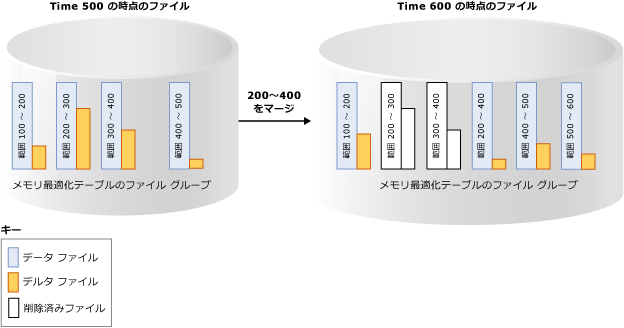 Time 500 の時点のファイル
範囲 100 ～ 200
範囲 200 ～ 300
範囲 300 ～ 400
範囲 400 ～ 500
メモリ最適化テーブルのファイル グループ
200～400
をマージ
Time 600 の時点のファイル
範囲 100 ～ 200
範囲 200 ～ 300
範囲 300 ～ 400
範囲 200 ～ 400
範囲 400 ～ 500
範囲 500 ～ 600
メモリ最適化テーブルのファイル グループ
キー
データ ファイル
デルタ ファイル
削除済みファイル